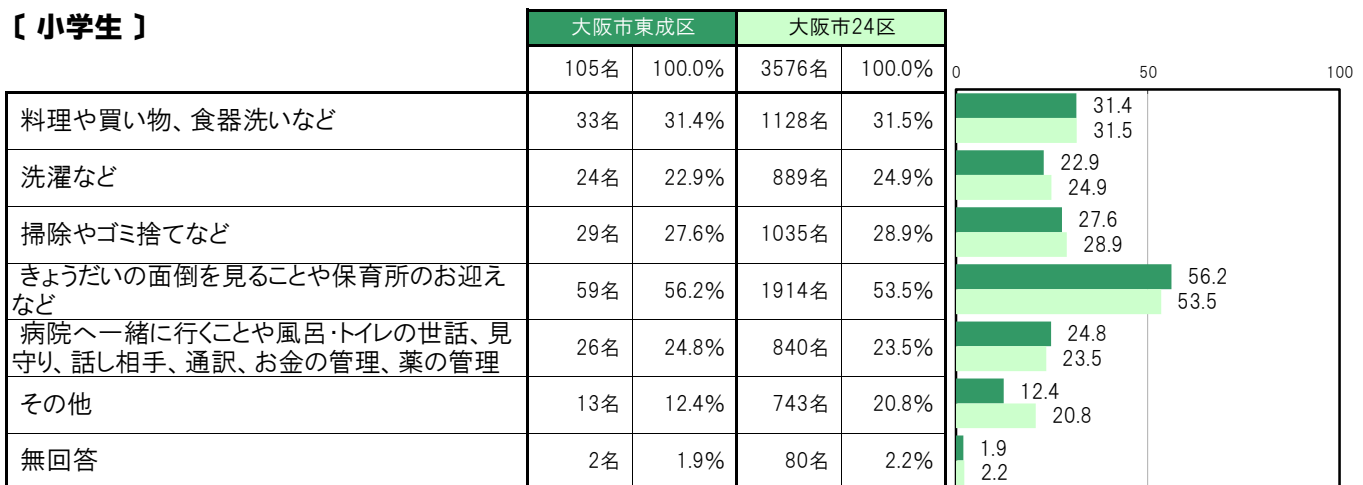 〔 小学生 〕
大阪市東成区 大阪市24区
105名 100.0% 3576名 100.0% 0 50 100
料理や買い物、食器洗いなど 33名 31.4% 1128名 31.5% 31.4
31.5
洗濯など 24名 22.9% 889名 24.9% 22.9
24.9
掃除やゴミ捨てなど 29名 27.6% 1035名 28.9% 27.6
28.9
きょうだいの面倒を見ることや保育所のお迎え
など 59名 56.2% 1914名 53.5% 56.2
53.5
病院へ一緒に行くことや風呂・トイレの世話、見
守り、話し相手、通訳、お金の管理、薬の管理 26名 24.8% 840名 23.5% 24.8
23.5
その他 13名 12.4% 743名 20.8% 12.4
20.8
無回答 2名 1.9% 80名 2.2% 1.9
2.2